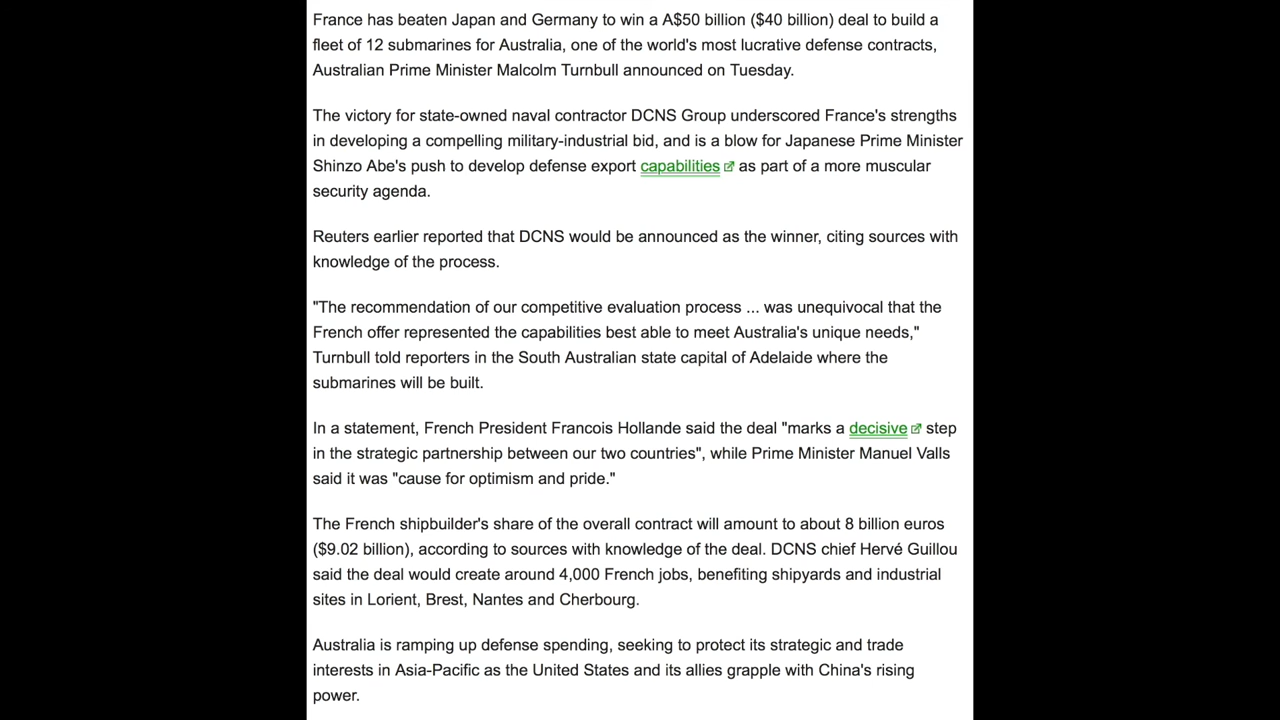 France has beaten Japan and Germany to win a A$50 billion ($40 billion) deal to build a
fleet of 12 submarines for Australia, one of the world's most lucrative defense contracts,
Australian Prime Minister Malcolm Turnbull announced on Tuesday.
The victory for state-owned naval contractor DCNS Group underscored France's strengths
in developing a compelling military-industrial bid, and is a blow for Japanese Prime Minister
Shinzo Abe's push to develop defense export capabilities as part of a more muscular
security agenda.
Reuters earlier reported that DCNS would be announced as the winner, citing sources with
knowledge of the process.
"The recommendation of our competitive evaluation process ... was unequivocal that the
French offer represented the capabilities best able to meet Australia's unique needs,"
Turnbull told reporters in the South Australian state capital of Adelaide where the
submarines will be built.
In a statement, French President Francois Hollande said the deal "marks a decisive step
in the strategic partnership between our two countries", while Prime Minister Manuel Valls
said it was "cause for optimism and pride."
The French shipbuilder's share of the overall contract will amount to about 8 billion euros
($9.02 billion), according to sources with knowledge of the deal. DCNS chief Hervé Guillou
said the deal would create around 4,000 French jobs, benefiting shipyards and industrial
sites in Lorient, Brest, Nantes and Cherbourg.
Australia is ramping up defense spending, seeking to protect its strategic and trade
interests in Asia-Pacific as the United States and its allies grapple with China's rising
power.